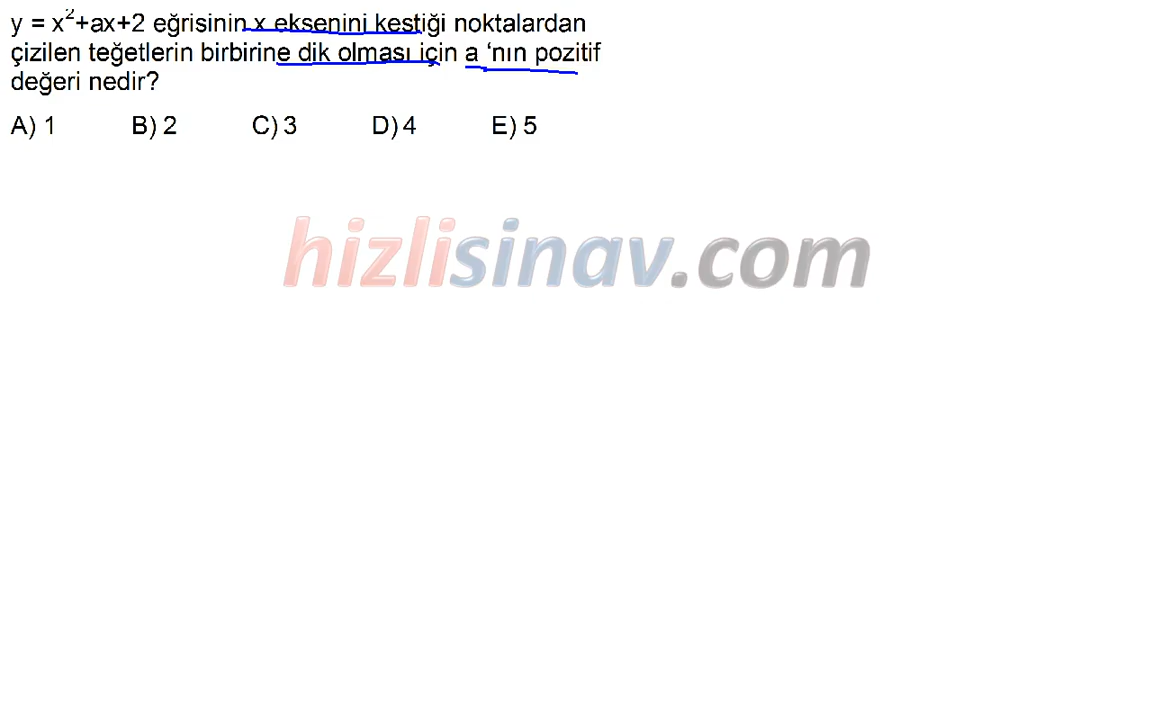 y = x²+ax+2 eğrisinin x eksenini kestiği noktalardan
çizilen teğetlerin birbirine dik olması için a ‘nın pozitif
değeri nedir?
A) 1 B) 2 C) 3 D) 4 E) 5
hizlisinav.com